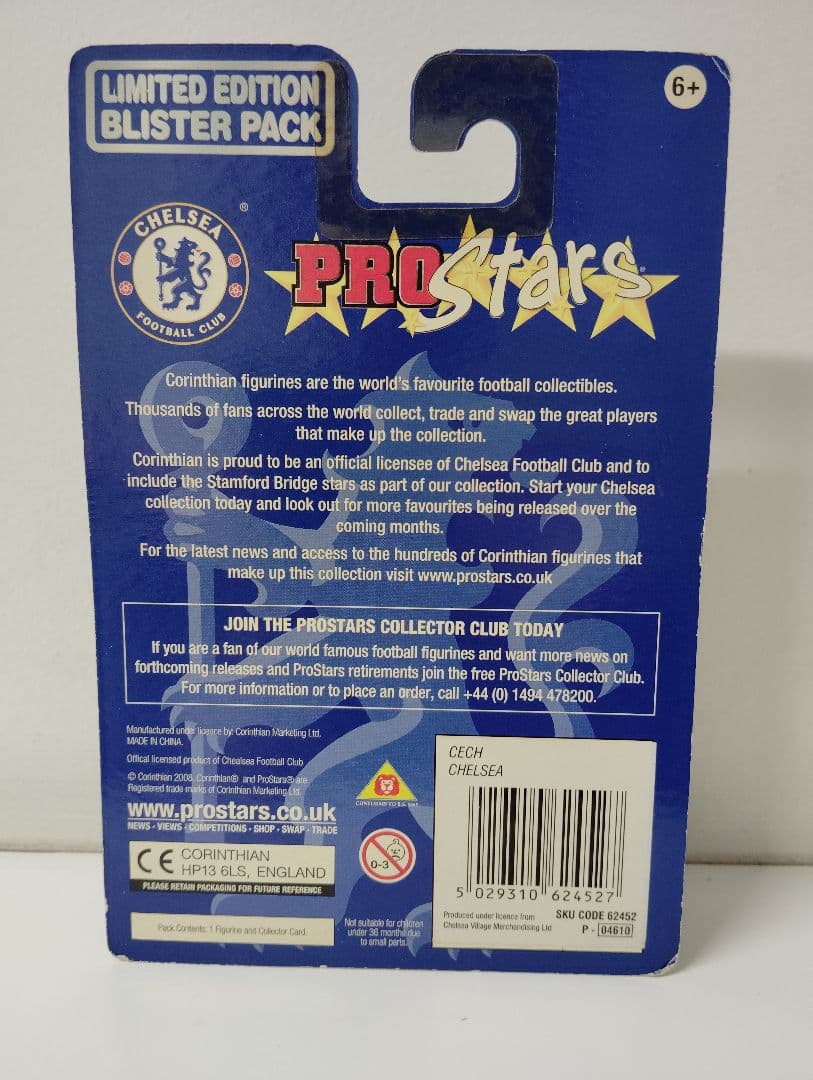 LIMITED EDITION
BLISTER PACK
6+
CHELSEA
FOOTBALL CLUB
®
PROStars
Corinthian figurines are the world's favourite football collectibles.
Thousands of fans across the world collect, trade and swap the great players
that make up the collection.
Corinthian is proud to be an official licensee of Chelsea Football Club and to
include the Stamford Bridge stars as part of our collection. Start your Chelsea
collection today and look out for more favourites being released over the
coming months.
For the latest news and access to the hundreds of Corinthian figurines that
make up this collection visit www.prostars.co.uk
JOIN THE PROSTARS COLLECTOR CLUB TODAY
If you are a fan of our world famous football figurines and want more news on
forthcoming releases and ProStars retirements join the free ProStars Collector Club.
For more information or to place an order, call +44 (0) 1494 478200.
Manufactured under licence by: Corinthian Marketing Ltd.
MADE IN CHINA.
Offical licensed product of Chealsea Football Club
© Corinthian 2008. Corinthian® and ProStars® are
Registered trade marks of Corinthian Marketing Ltd.
www.prostars.co.uk
NEWS - VIEWS - COMPETITIONS - SHOP - SWAP - TRADE
CE CORINTHIAN
HP13 6LS, ENGLAND
PLEASE RETAIN PACKAGING FOR FUTURE REFERENCE
Pack Contents: 1 Figurine and Collector Card
CONFORMS TO B.S 5665
0-3
Not suitable for children
under 36 months due
to small parts.
CECH
CHELSEA
5 029310 624527
Produced under licence from
Chelsea Village Merchandising Ltd
SKU CODE 62452
P - 04610